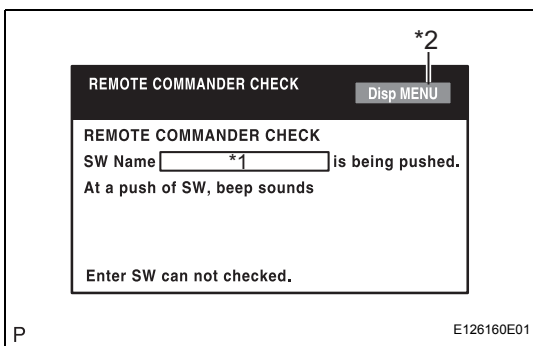 *2
REMOTE COMMANDER CHECK
Disp MENU
REMOTE COMMANDER CHECK
SW Name *1 is being pushed.
At a push of SW, beep sounds
Enter SW can not checked.
P
E126160E01